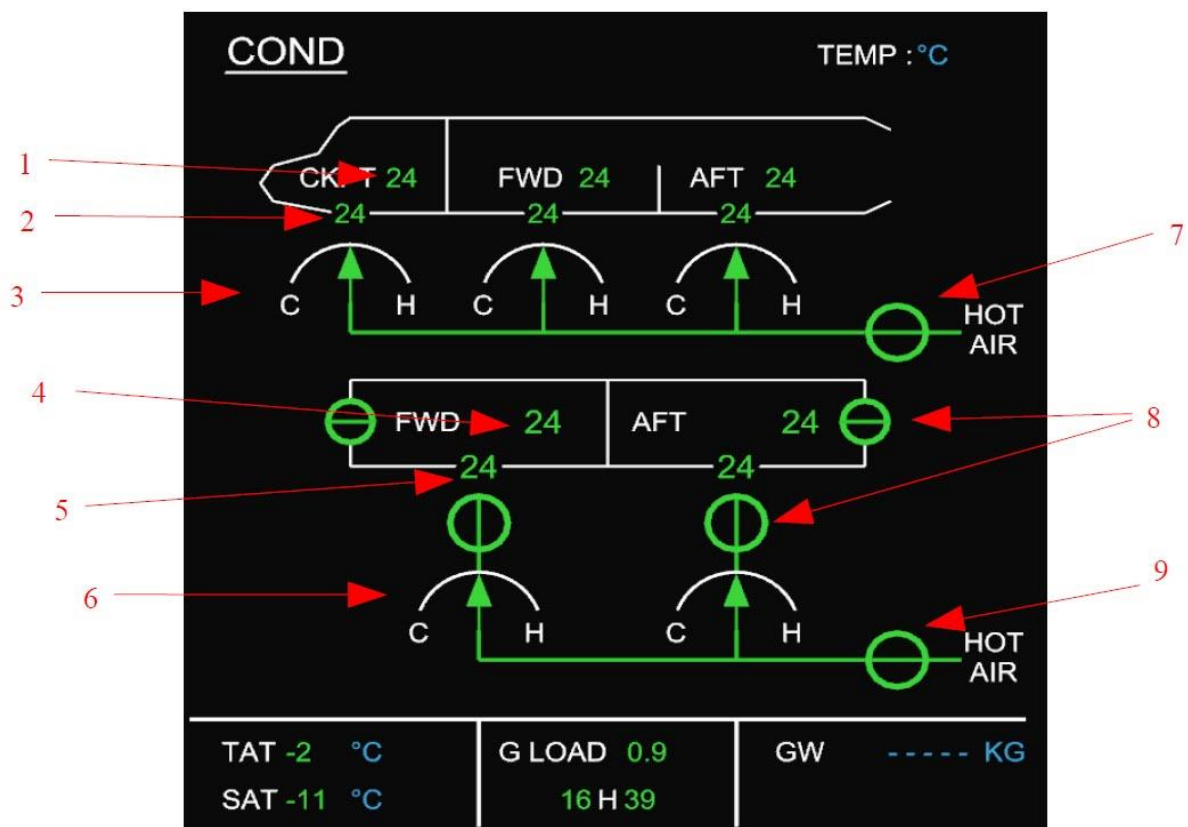 COND
TEMP : °C
1
CKPT 24 FWD 24 AFT 24
2
24 24 24
7
3
C H C H C H
HOT
AIR
4
FWD 24 AFT 24
8
24 24
5
9
6
C H C H
HOT
AIR
TAT -2 °C G LOAD 0.9 GW - - - - - KG
SAT -11 °C 16 H 39